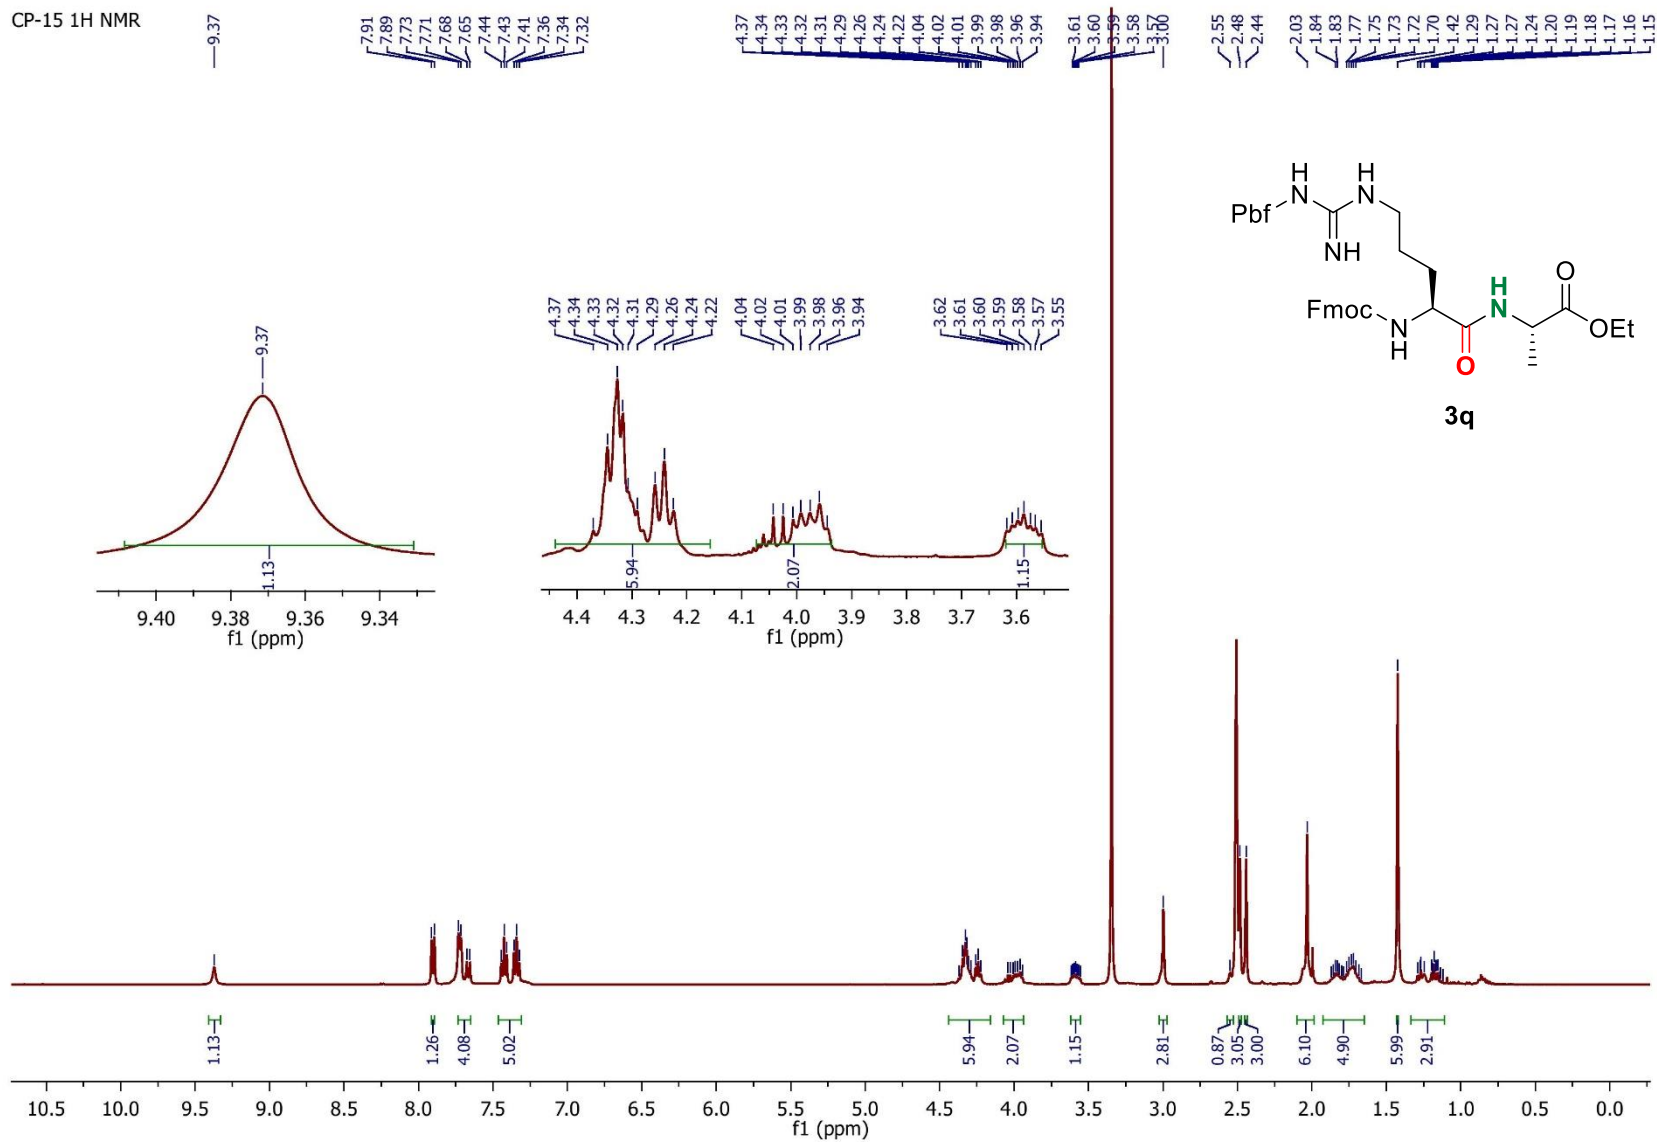 CP-15 1H NMR
9.37
7.91 7.89 7.73 7.71 7.68 7.65 7.44 7.43 7.41 7.36 7.34 7.32
4.37 4.34 4.33 4.32 4.31 4.29 4.26 4.24 4.22 4.04 4.02 4.01 3.99 3.98 3.96 3.94
3.61 3.60 3.59 3.58 3.57 3.00
2.55 2.48 2.44 2.03 1.84 1.83 1.77 1.75 1.73 1.72 1.70 1.42 1.29 1.27 1.27 1.24 1.20 1.19 1.18 1.17 1.16 1.15
H H
N N
Pbf
NH
H O
Fmoc N
N OEt
H
O
3q
9.37
1.13
9.40 9.38 9.36 9.34
f1 (ppm)
4.37 4.34 4.33 4.32 4.31 4.29 4.26 4.24 4.22 4.04 4.02 4.01 3.99 3.98 3.96 3.94 3.62 3.61 3.60 3.59 3.58 3.57 3.55
5.94 2.07 1.15
4.4 4.3 4.2 4.1 4.0 3.9 3.8 3.7 3.6
f1 (ppm)
1.13 1.26 4.08 5.02 5.94 2.07 1.15 2.81 0.87 3.05 3.00 6.10 4.90 5.99 2.91
10.5 10.0 9.5 9.0 8.5 8.0 7.5 7.0 6.5 6.0 5.5 5.0 4.5 4.0 3.5 3.0 2.5 2.0 1.5 1.0 0.5 0.0
f1 (ppm)